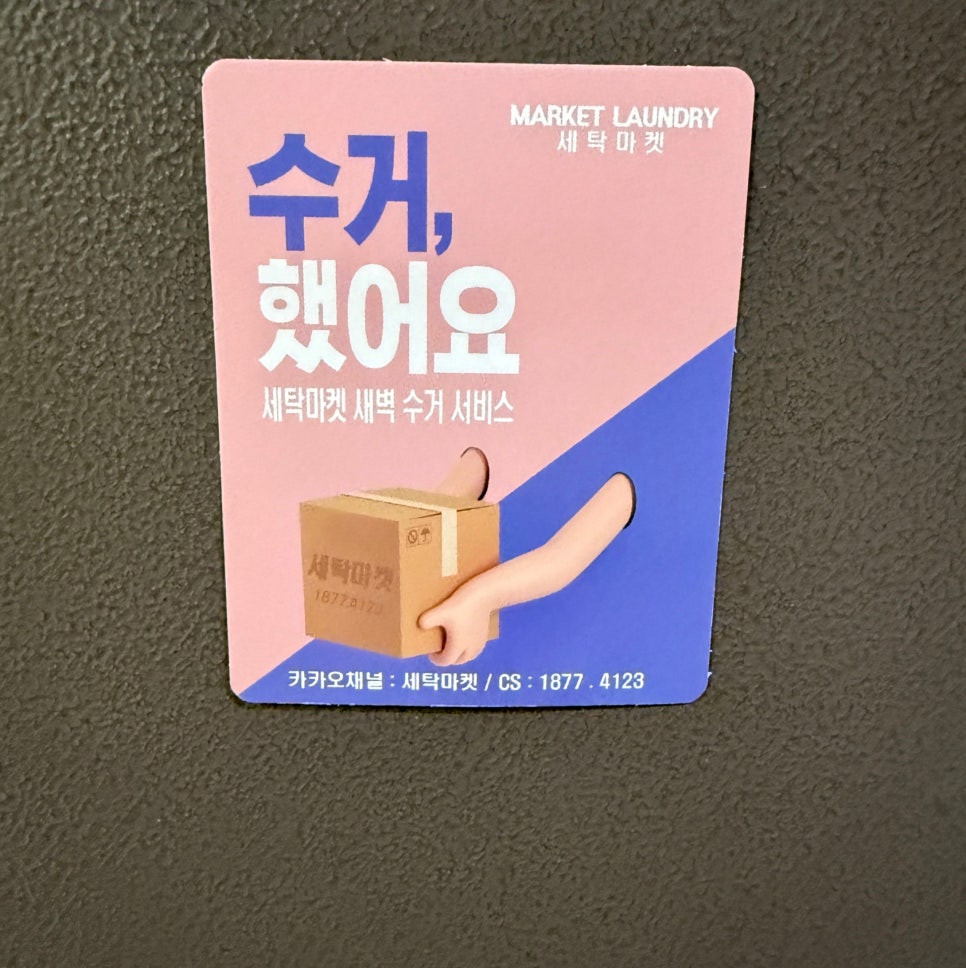 MARKET LAUNDRY
세탁마켓
수거,
했어요
세탁마켓 새벽 수거 서비스
세탁마켓
1877.4123
카카오채널 : 세탁마켓 / CS : 1877 . 4123